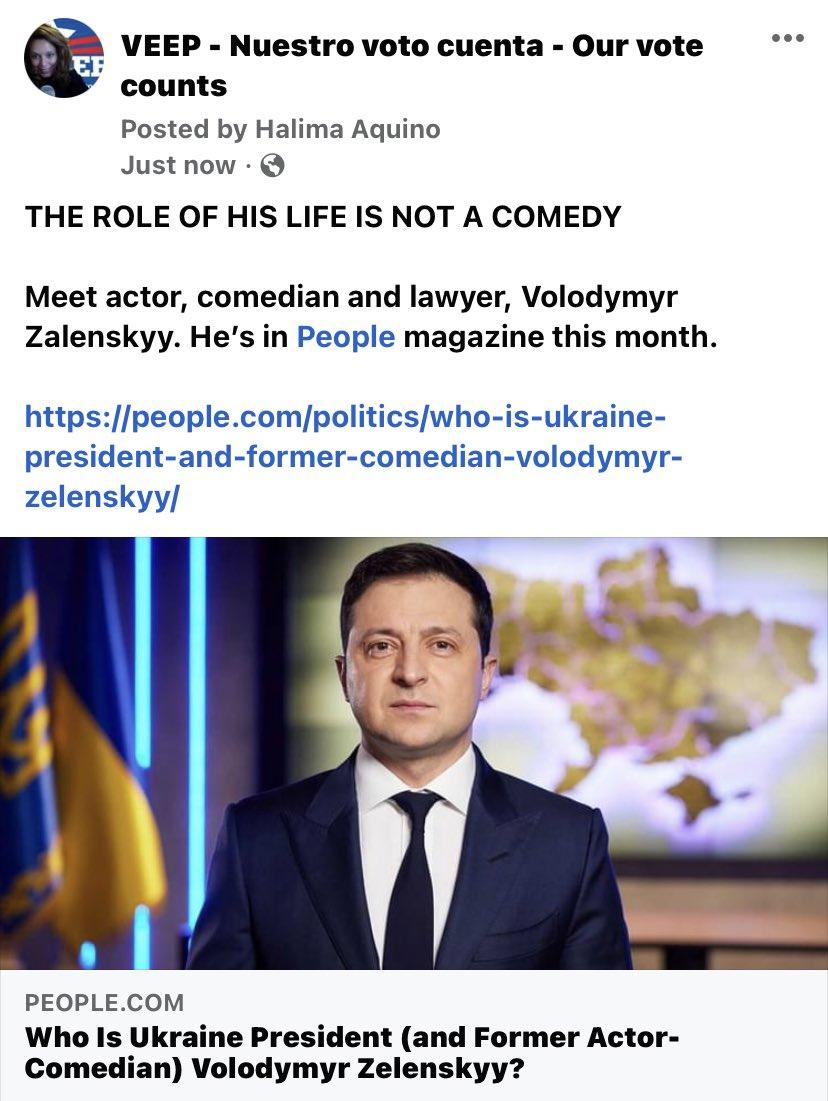 VEEP - Nuestro voto cuenta - Our vote
counts
Posted by Halima Aquino
Just now ·
THE ROLE OF HIS LIFE IS NOT A COMEDY
Meet actor, comedian and lawyer, Volodymyr
Zalenskyy. He's in People magazine this month.
https://people.com/politics/who-is-ukraine-
president-and-former-comedian-volodymyr-
zelenskyy/
PEOPLE.COM
Who Is Ukraine President (and Former Actor-
Comedian) Volodymyr Zelenskyy?